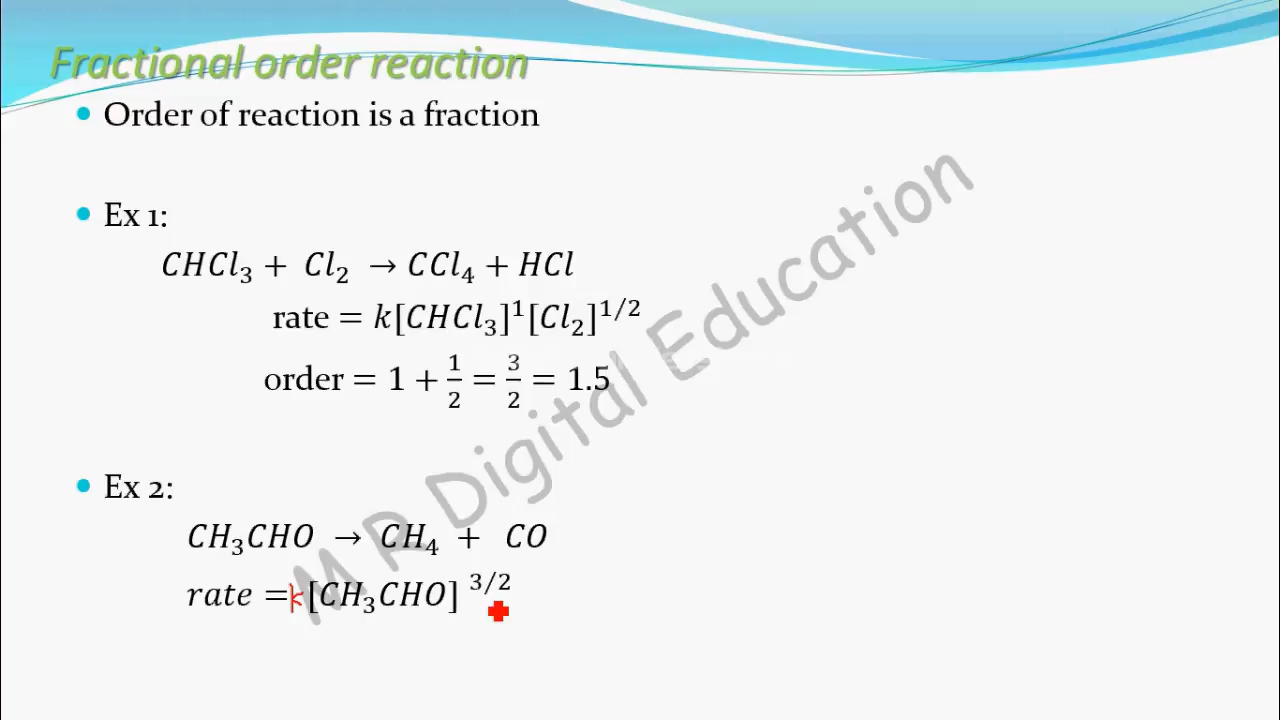 Fractional order reaction
• Order of reaction is a fraction
• Ex 1:
CHCl₃ + Cl₂ → CCl₄ + HCl
rate = k[CHCl₃]¹[Cl₂]^1/2
order = 1 + 1/2 = 3/2 = 1.5
• Ex 2:
CH₃CHO → CH₄ + CO
rate = k [CH₃CHO] ^3/2
M R Digital Education